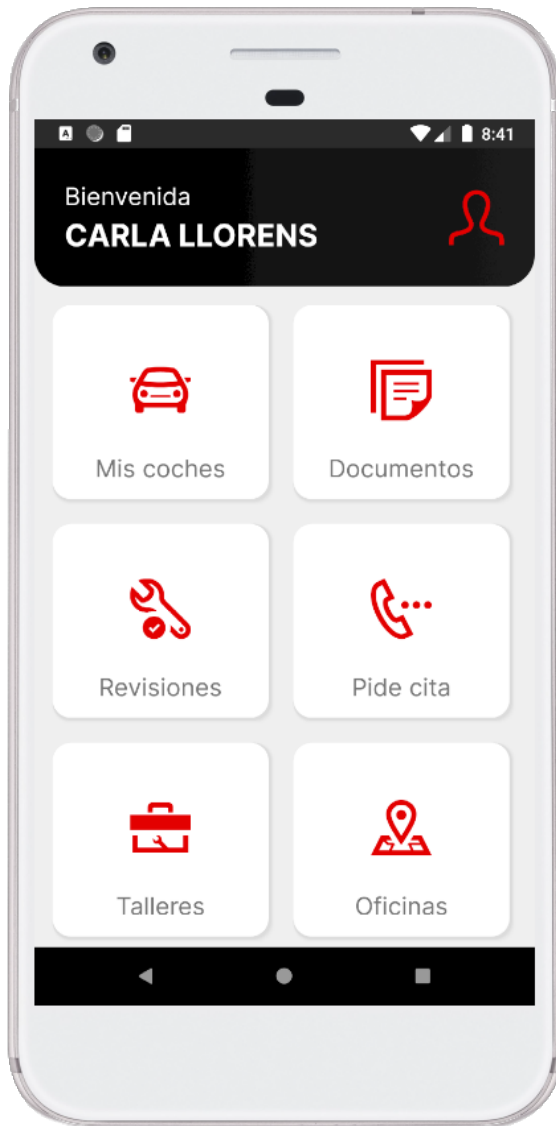 A
8:41
Bienvenida
CARLA LLORENS
Mis coches
Documentos
Revisiones
Pide cita
Talleres
Oficinas